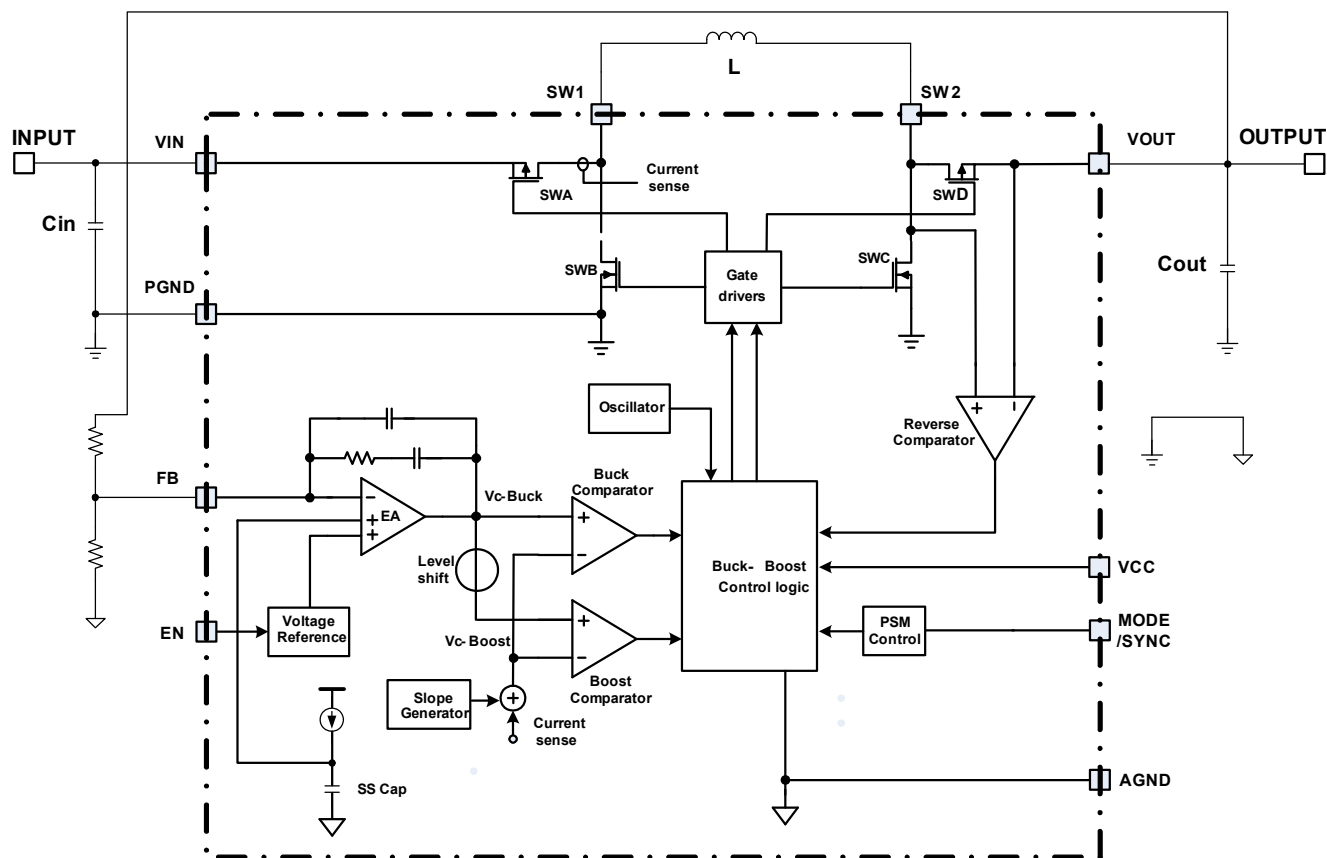 L
SW1
SW2
INPUT
VIN
VOUT
OUTPUT
Current
sense
SWA
SWD
Cin
SWB
SWC
Gate
drivers
Cout
PGND
Oscillator
+
−
Reverse
Comparator
FB
−
EA
+
+
Vc-Buck
Buck
Comparator
+
−
Level
shift
Buck- Boost
Control logic
VCC
EN
Voltage
Reference
Vc-Boost
+
−
PSM
Control
MODE
/SYNC
Boost
Comparator
Slope
Generator
+
Current
sense
SS Cap
AGND